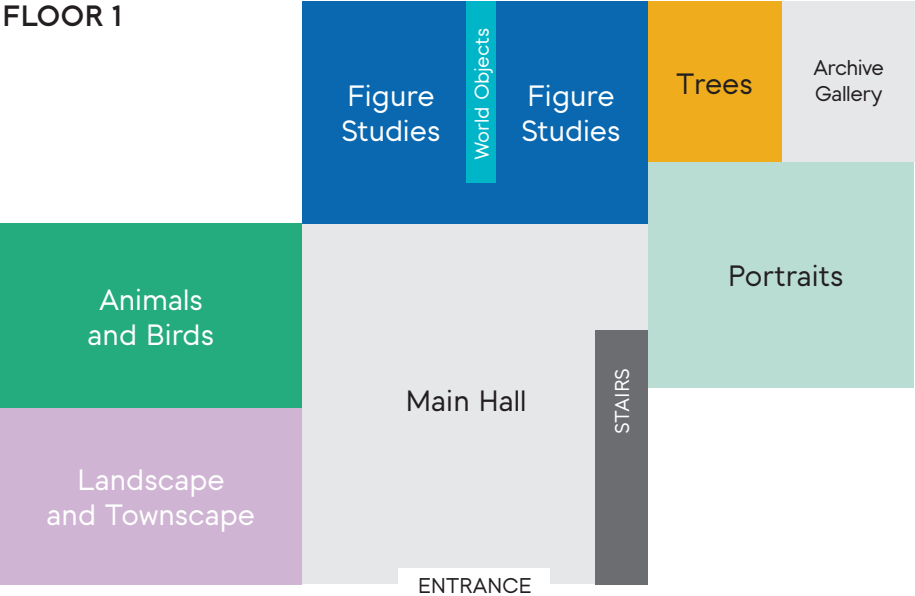 FLOOR 1
Figure
Studies
World Objects
Figure
Studies
Trees
Archive
Gallery
Portraits
Animals
and Birds
Main Hall
STAIRS
Landscape
and Townscape
ENTRANCE